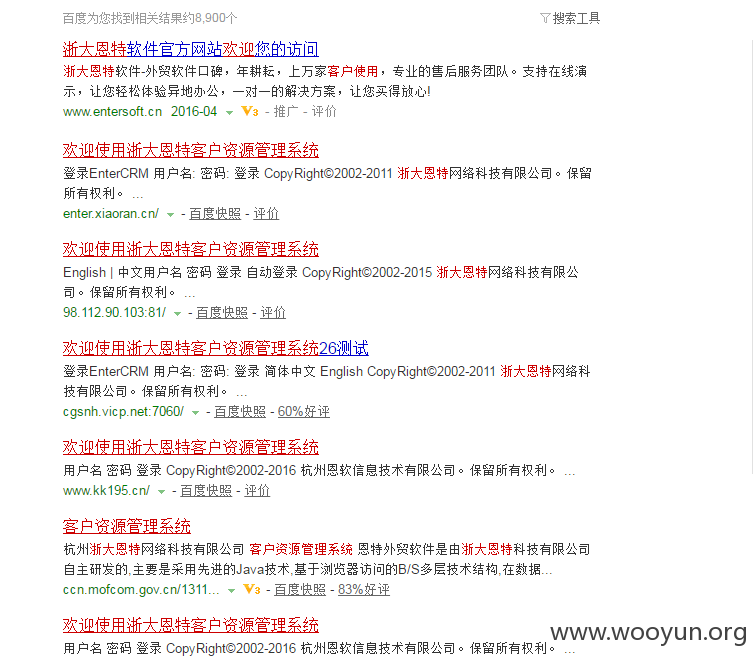 百度为您找到相关结果约8,900个 搜索工具
浙大恩特软件官方网站欢迎您的访问
浙大恩特软件-外贸软件口碑，年耕耘，上万家客户使用，专业的售后服务团队。支持在线演
示，让您轻松体验异地办公，一对一的解决方案，让您买得放心!
www.entersoft.cn 2016-04 V3 - 推广 - 评价
欢迎使用浙大恩特客户资源管理系统
登录EnterCRM 用户名: 密码: 登录 CopyRight©2002-2011 浙大恩特网络科技有限公司。保留
所有权利。 ...
enter.xiaoran.cn/ - 百度快照 - 评价
欢迎使用浙大恩特客户资源管理系统
English | 中文用户名 密码 登录 自动登录 CopyRight©2002-2015 浙大恩特网络科技有限公
司。保留所有权利。 ...
98.112.90.103:81/ - 百度快照 - 评价
欢迎使用浙大恩特客户资源管理系统26测试
登录EnterCRM 用户名: 密码: 登录 简体中文 English CopyRight©2002-2011 浙大恩特网络科
技有限公司。保留所有权利。 ...
cgsnh.vicp.net:7060/ - 百度快照 - 60%好评
欢迎使用浙大恩特客户资源管理系统
用户名 密码 登录 CopyRight©2002-2016 杭州恩软信息技术有限公司。保留所有权利。 ...
www.kk195.cn/ - 百度快照 - 评价
客户资源管理系统
杭州浙大恩特网络科技有限公司 客户资源管理系统 恩特外贸软件是由浙大恩特科技有限公司
自主研发的,主要是采用先进的Java技术,基于浏览器访问的B/S多层技术结构,在数据...
ccn.mofcom.gov.cn/1311... V3 - 百度快照 - 83%好评
欢迎使用浙大恩特客户资源管理系统
用户名 密码 登录 CopyRight©2002-2016 杭州恩软信息技术有限公司。保留所有权利。 ...
www.wooyun.org